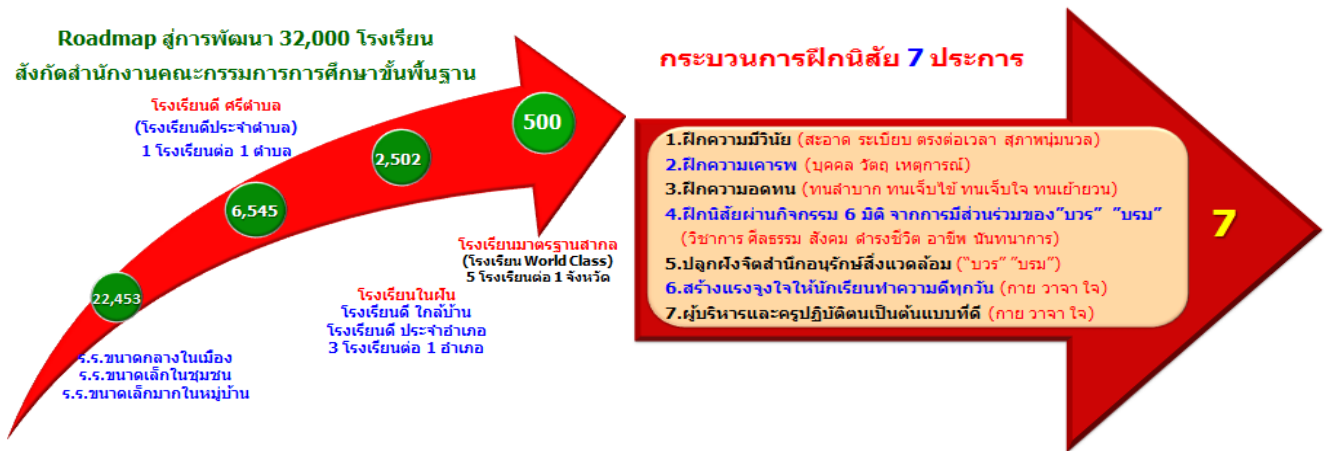 Roadmap สู่การพัฒนา 32,000 โรงเรียน
สังกัดสำนักงานคณะกรรมการการศึกษาขั้นพื้นฐาน
โรงเรียนดี ศรีตำบล
(โรงเรียนดีประจำตำบล)
1 โรงเรียนต่อ 1 ตำบล
500
2,502
6,545
22,453
โรงเรียนมาตรฐานสากล
(โรงเรียน World Class)
5 โรงเรียนต่อ 1 จังหวัด
โรงเรียนในฝัน
โรงเรียนดี ใกล้บ้าน
โรงเรียนดี ประจำอำเภอ
3 โรงเรียนต่อ 1 อำเภอ
ร.ร.ขนาดกลางในเมือง
ร.ร.ขนาดเล็กในชุมชน
ร.ร.ขนาดเล็กมากในหมู่บ้าน
กระบวนการฝึกนิสัย 7 ประการ
1.ฝึกความมีวินัย (สะอาด ระเบียบ ตรงต่อเวลา สุภาพนุ่มนวล)
2.ฝึกความเคารพ (บุคคล วัตถุ เหตุการณ์)
3.ฝึกความอดทน (ทนลำบาก ทนเจ็บไข้ ทนเจ็บใจ ทนเย้ายวน)
4.ฝึกนิสัยผ่านกิจกรรม 6 มิติ จากการมีส่วนร่วมของ"บวร" "บรม"
(วิชาการ ศีลธรรม สังคม ดำรงชีวิต อาชีพ นันทนาการ)
5.ปลูกฝังจิตสำนึกอนุรักษ์สิ่งแวดล้อม ("บวร" "บรม")
6.สร้างแรงจูงใจให้นักเรียนทำความดีทุกวัน (กาย วาจา ใจ)
7.ผู้บริหารและครูปฏิบัติตนเป็นต้นแบบที่ดี (กาย วาจา ใจ)
7